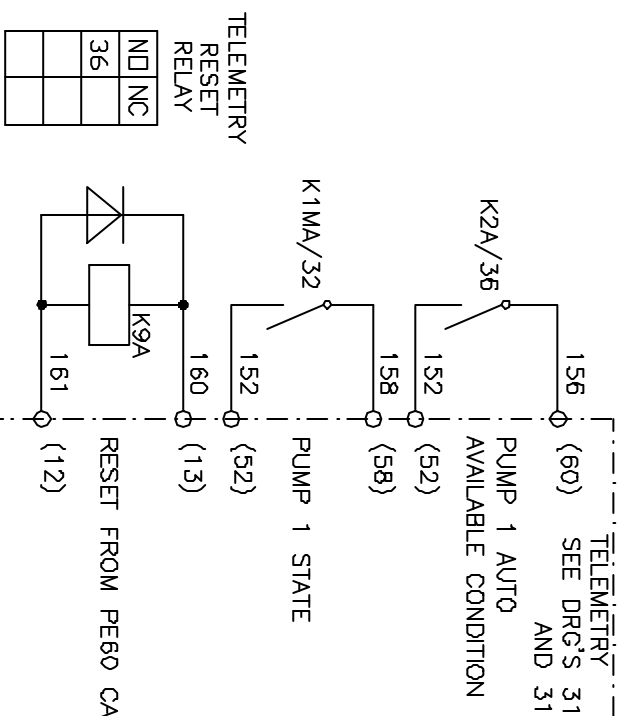 TELEMETRY
SEE DRG'S 31
AND 31
156 (60)
K2A/36
PUMP 1 AUTO
AVAILABLE CONDITION
152 (52)
158 (58)
K1MA/32
PUMP 1 STATE
152 (52)
TELEMETRY
RESET
RELAY
160 (13)
NO NC
36
K9A
RESET FROM PE60 CA
161 (12)